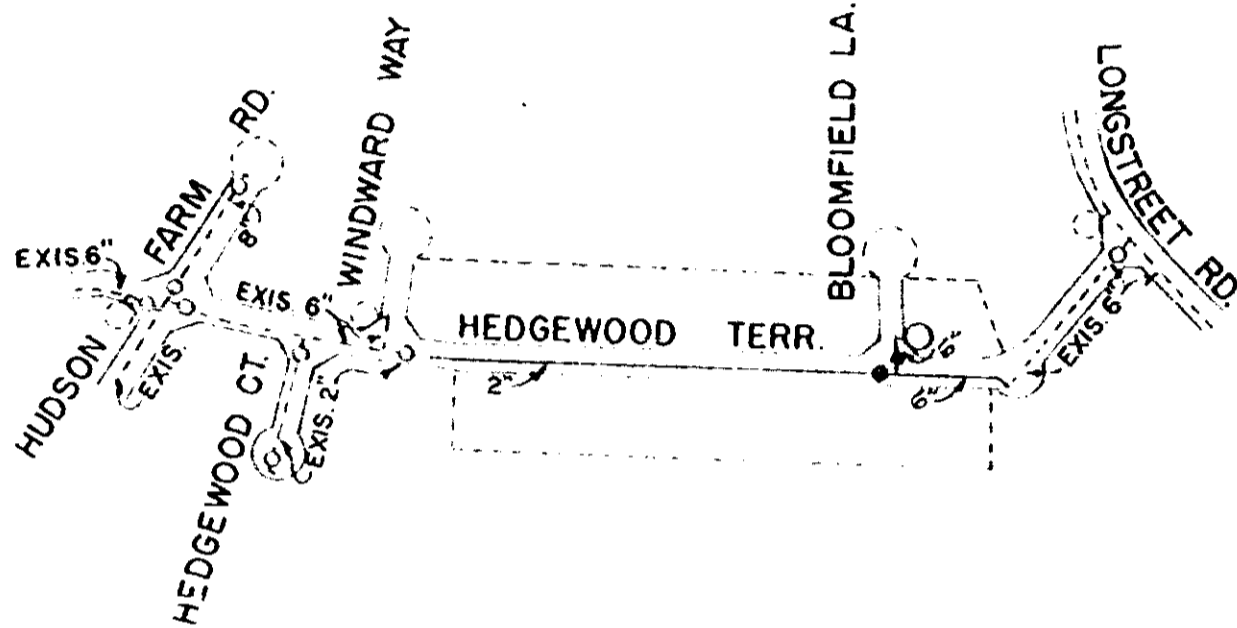 HUDSON FARM RD.
EXIS. 6"
8"
EXIS.
WINDWARD WAY
EXIS. 6"
HEDGEWOOD CT.
EXIS. 2"
HEDGEWOOD TERR.
2"
BLOOMFIELD LA.
6"
6"
LONGSTREET RD.
EXIS. 6"